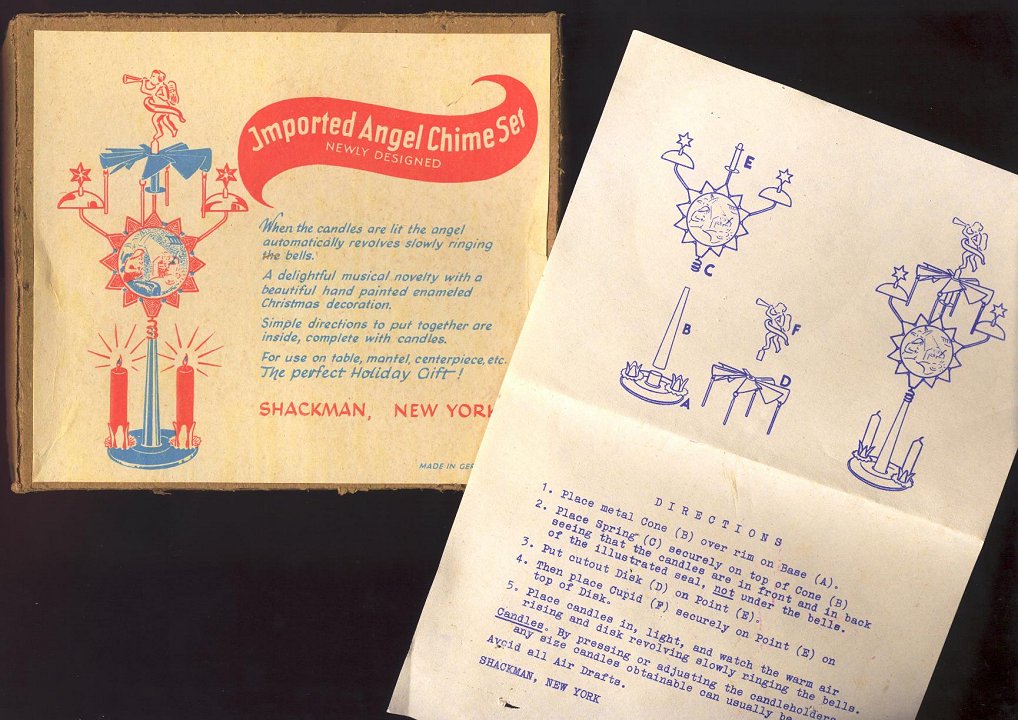 Imported Angel Chime Set
NEWLY DESIGNED
When the candles are lit the angel
automatically revolves slowly ringing
the bells.
A delightful musical novelty with a
beautiful hand painted enameled
Christmas decoration.
Simple directions to put together are
inside, complete with candles.
For use on table, mantel, centerpiece, etc.
The perfect Holiday Gift!
SHACKMAN, NEW YORK
MADE IN GER
E
C
B
F
D
A
DIRECTIONS
1. Place metal Cone (B) over rim on Base (A).
2. Place Spring (C) securely on top of Cone (B)
seeing that the candles are in front and in back
of the illustrated seal, not under the bells.
3. Put cutout Disk (D) on Point (E).
4. Then place Cupid (F) securely on Point (E) on
top of Disk.
5. Place candles in, light, and watch the warm air
rising and disk revolving slowly ringing the bells.
Candles. By pressing or adjusting the candleholders
any size candles obtainable can usually be
Avoid all Air Drafts.
SHACKMAN, NEW YORK